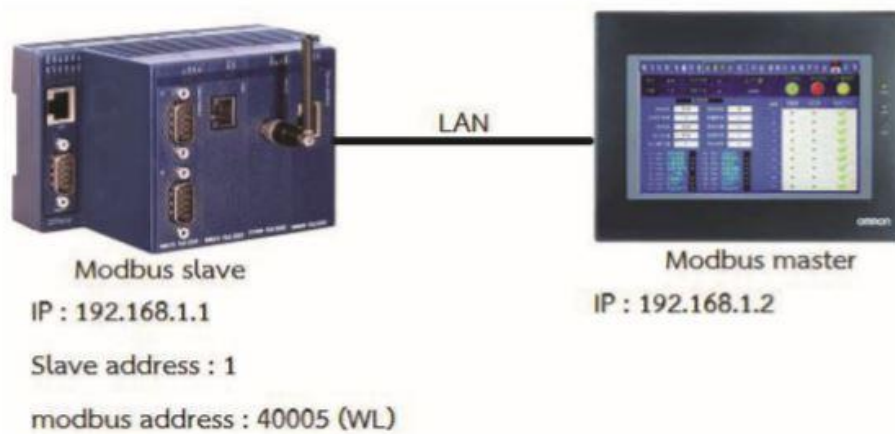 LAN
OMRON
Modbus slave
Modbus master
IP : 192.168.1.1
IP : 192.168.1.2
Slave address : 1
modbus address : 40005 (WL)